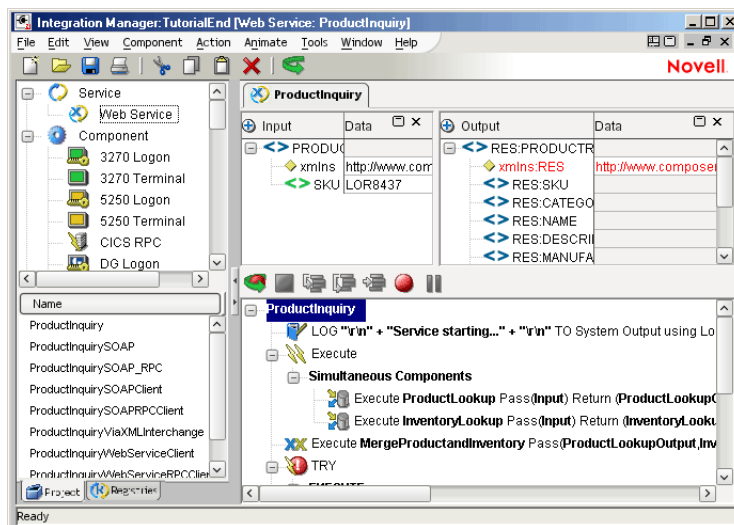 Integration Manager:TutorialEnd [Web Service: ProductInquiry]
File Edit View Component Action Animate Tools Window Help
Novell.
Service
Web Service
Component
3270 Logon
3270 Terminal
5250 Logon
5250 Terminal
CICS RPC
DG Logon
Name
ProductInquiry
ProductInquirySOAP
ProductInquirySOAP_RPC
ProductInquirySOAPClient
ProductInquirySOAPRPCClient
ProductInquiryViaXMLInterchange
ProductInquiryWebServiceClient
ProductInquiryWebServiceRPCClier
Project Registries
ProductInquiry
Input Data
<> PRODU
xmlns http://www.com
<> SKU LOR8437
Output Data
<> RES:PRODUCTR
xmlns:RES http://www.composer
<> RES:SKU
<> RES:CATEGO
<> RES:NAME
<> RES:DESCRI
<> RES:MANUFA
ProductInquiry
LOG "\r\n" + "Service starting..." + "\r\n" TO System Output using Lo
Execute
Simultaneous Components
Execute ProductLookup Pass(Input) Return (ProductLookup
Execute InventoryLookup Pass(Input) Return (InventoryLooku
Execute MergeProductandInventory Pass(ProductLookupOutput,Inv
TRY
EXECUTE
Ready